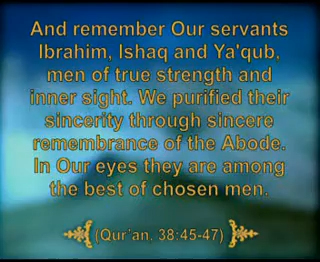 And remember Our servants
Ibrahim, Ishaq and Ya'qub,
men of true strength and
inner sight. We purified their
sincerity through sincere
remembrance of the Abode.
In Our eyes they are among
the best of chosen men.
(Qur'an, 38:45-47)